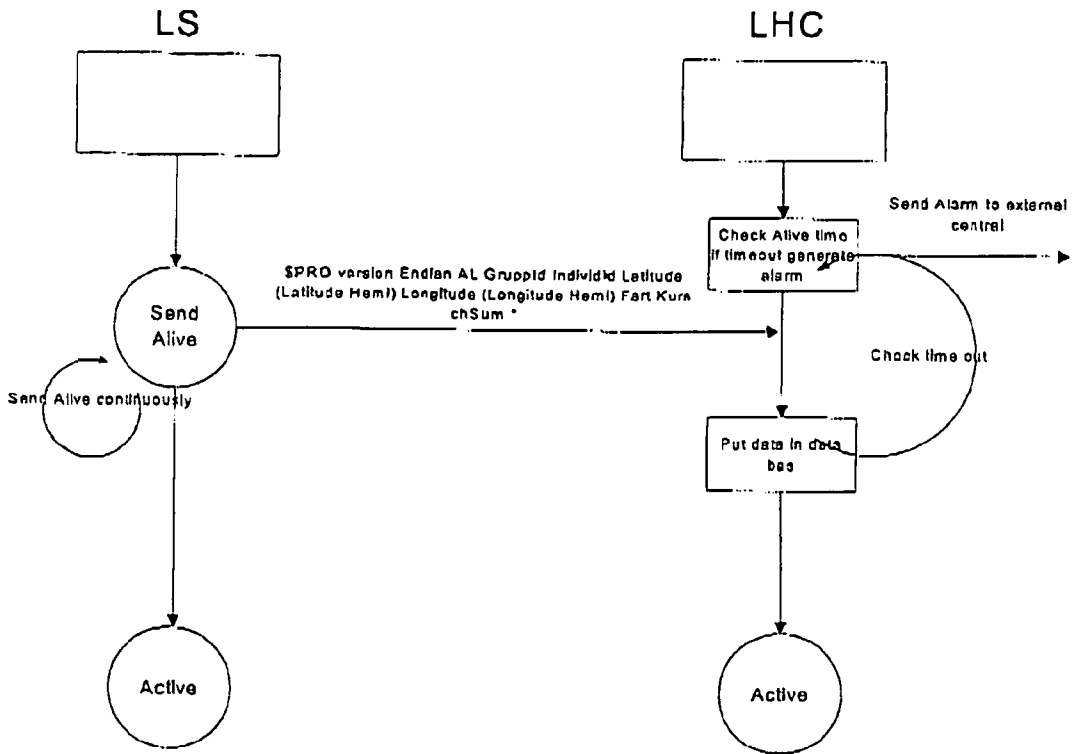 LS
LHC
Send Alarm to external
central
Check Alive time
if timeout generate
alarm
$PRO version Endian AL GruppId IndividId Latitude
(Latitude Hemi) Longitude (Longitude Hemi) Fart Kurs
chSum *
Send
Alive
Check time out
Send Alive continuously
Put data in data
bas
Active
Active